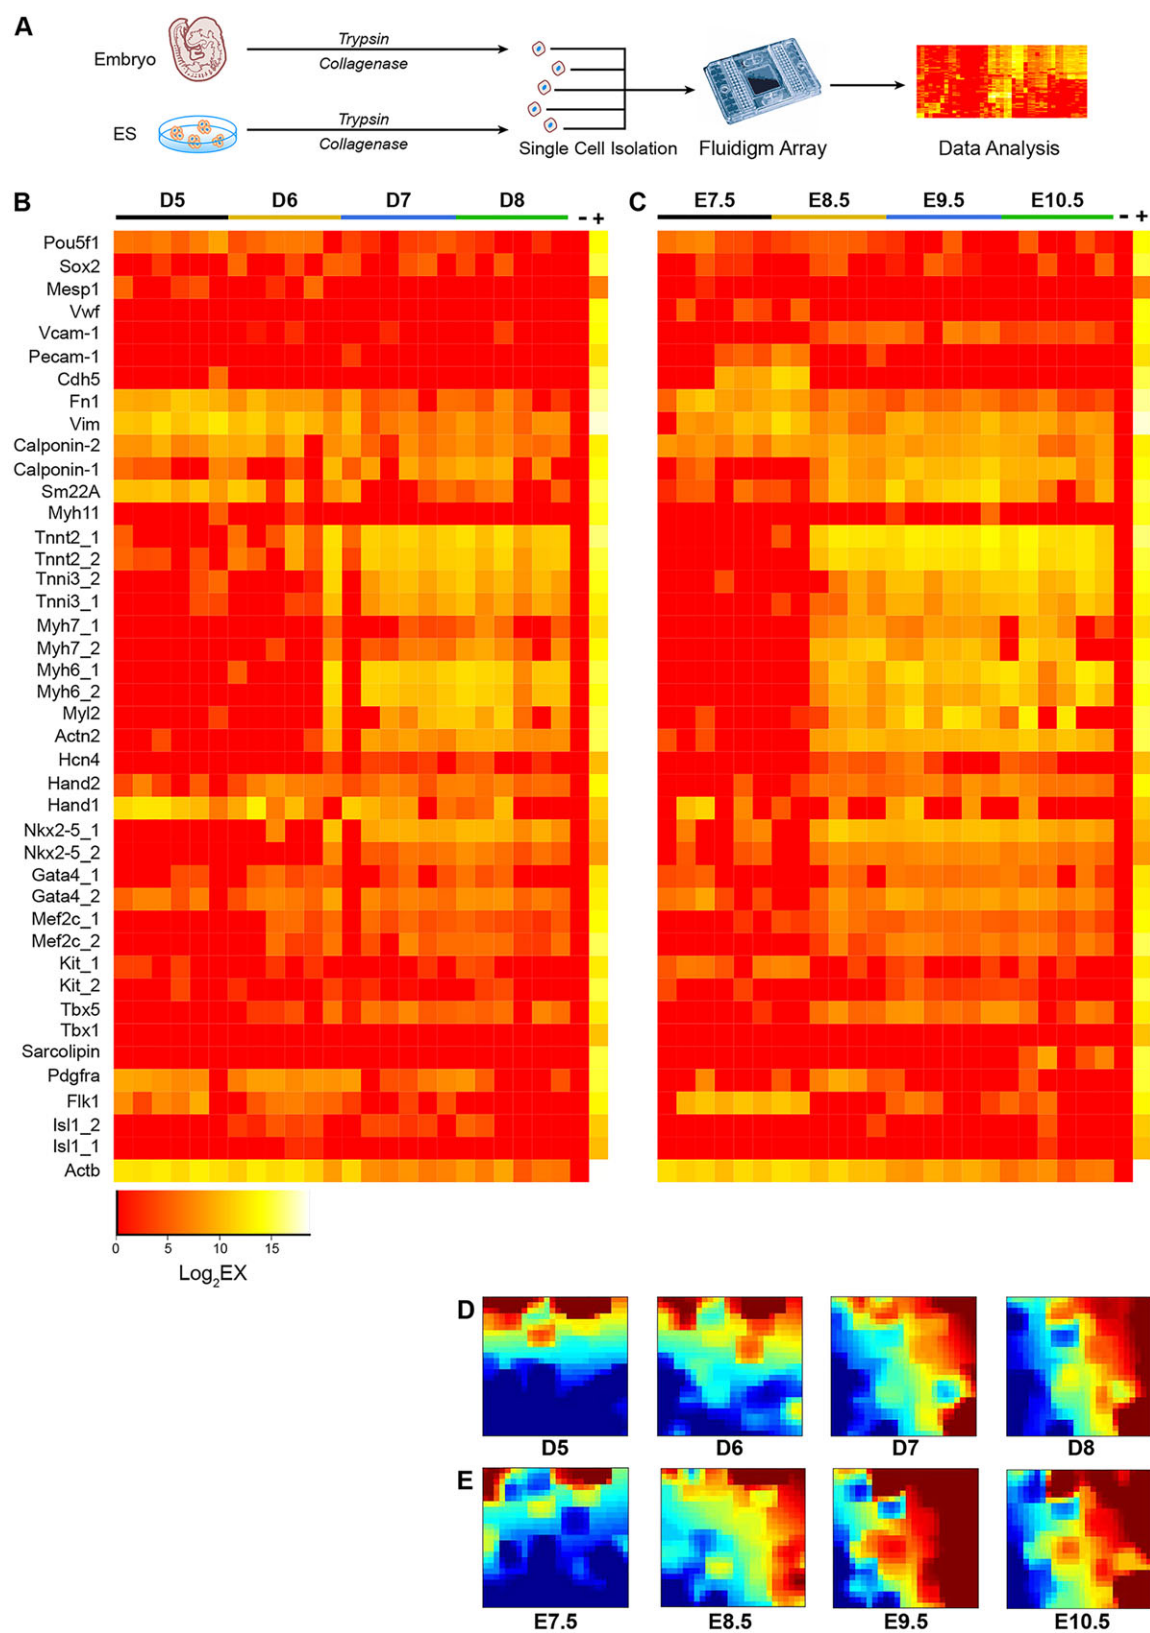 A
Embryo
Trypsin
Collagenase
ES
Trypsin
Collagenase
Single Cell Isolation
Fluidigm Array
Data Analysis
B
D5 D6 D7 D8 - +
C
E7.5 E8.5 E9.5 E10.5 - +
Pou5f1
Sox2
Mesp1
Vwf
Vcam-1
Pecam-1
Cdh5
Fn1
Vim
Calponin-2
Calponin-1
Sm22A
Myh11
Tnnt2_1
Tnnt2_2
Tnni3_2
Tnni3_1
Myh7_1
Myh7_2
Myh6_1
Myh6_2
Myl2
Actn2
Hcn4
Hand2
Hand1
Nkx2-5_1
Nkx2-5_2
Gata4_1
Gata4_2
Mef2c_1
Mef2c_2
Kit_1
Kit_2
Tbx5
Tbx1
Sarcolipin
Pdgfra
Flk1
Isl1_2
Isl1_1
Actb
0 5 10 15
Log₂EX
D
D5 D6 D7 D8
E
E7.5 E8.5 E9.5 E10.5